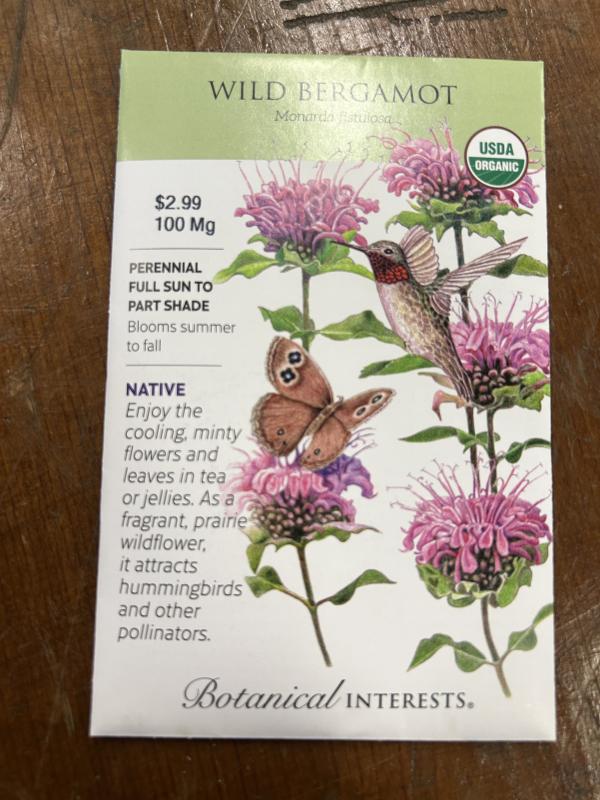 WILD BERGAMOT
Monarda fistulosa
USDA
ORGANIC
$2.99
100 Mg
PERENNIAL
FULL SUN TO
PART SHADE
Blooms summer
to fall
NATIVE
Enjoy the
cooling, minty
flowers and
leaves in tea
or jellies. As a
fragrant, prairie
wildflower,
it attracts
hummingbirds
and other
pollinators.
Botanical INTERESTS®